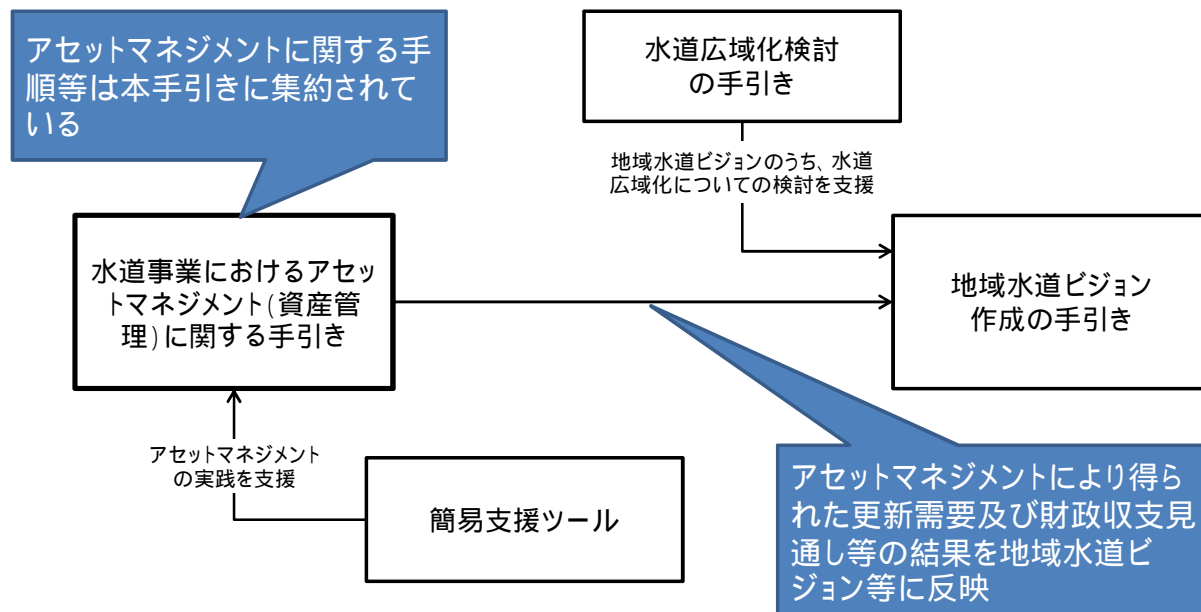 アセットマネジメントに関する手
順等は本手引きに集約されて
いる
水道広域化検討
の手引き
地域水道ビジョンのうち、水道
広域化についての検討を支援
水道事業におけるアセッ
トマネジメント(資産管
理)に関する手引き
地域水道ビジョン
作成の手引き
アセットマネジメント
の実践を支援
簡易支援ツール
アセットマネジメントにより得ら
れた更新需要及び財政収支見
通し等の結果を地域水道ビ
ジョン等に反映